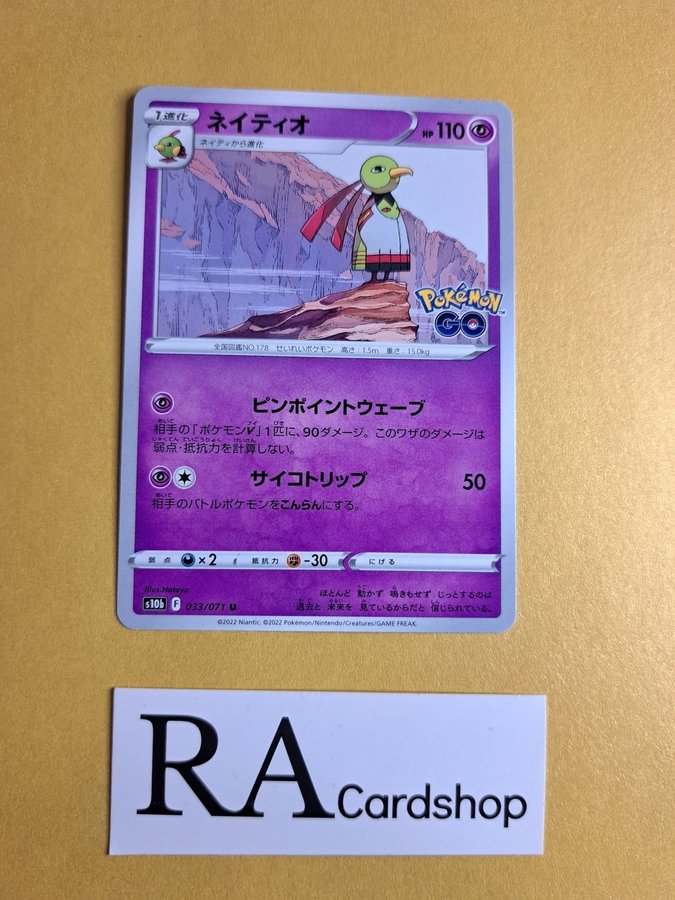 1進化
ネイティオ
HP 110
ネイティから進化
Pokémon
GO
全国図鑑NO.178 せいれいポケモン 高さ:1.5m 重さ:15.0kg
ピンポイントウェーブ
相手の「ポケモンV」1匹に、90ダメージ。このワザのダメージは
弱点・抵抗力を計算しない。
サイコトリップ 50
相手のバトルポケモンをこんらんにする。
弱点 ×2 抵抗力 -30 にげる
illus.Hataya
s10b F 033/071 U
ほとんど 動かず 鳴きもせず じっとするのは
過去と 未来を 見ているからだと 信じられている。
©2022 Niantic. ©2022 Pokémon/Nintendo/Creatures/GAME FREAK.
RA Cardshop